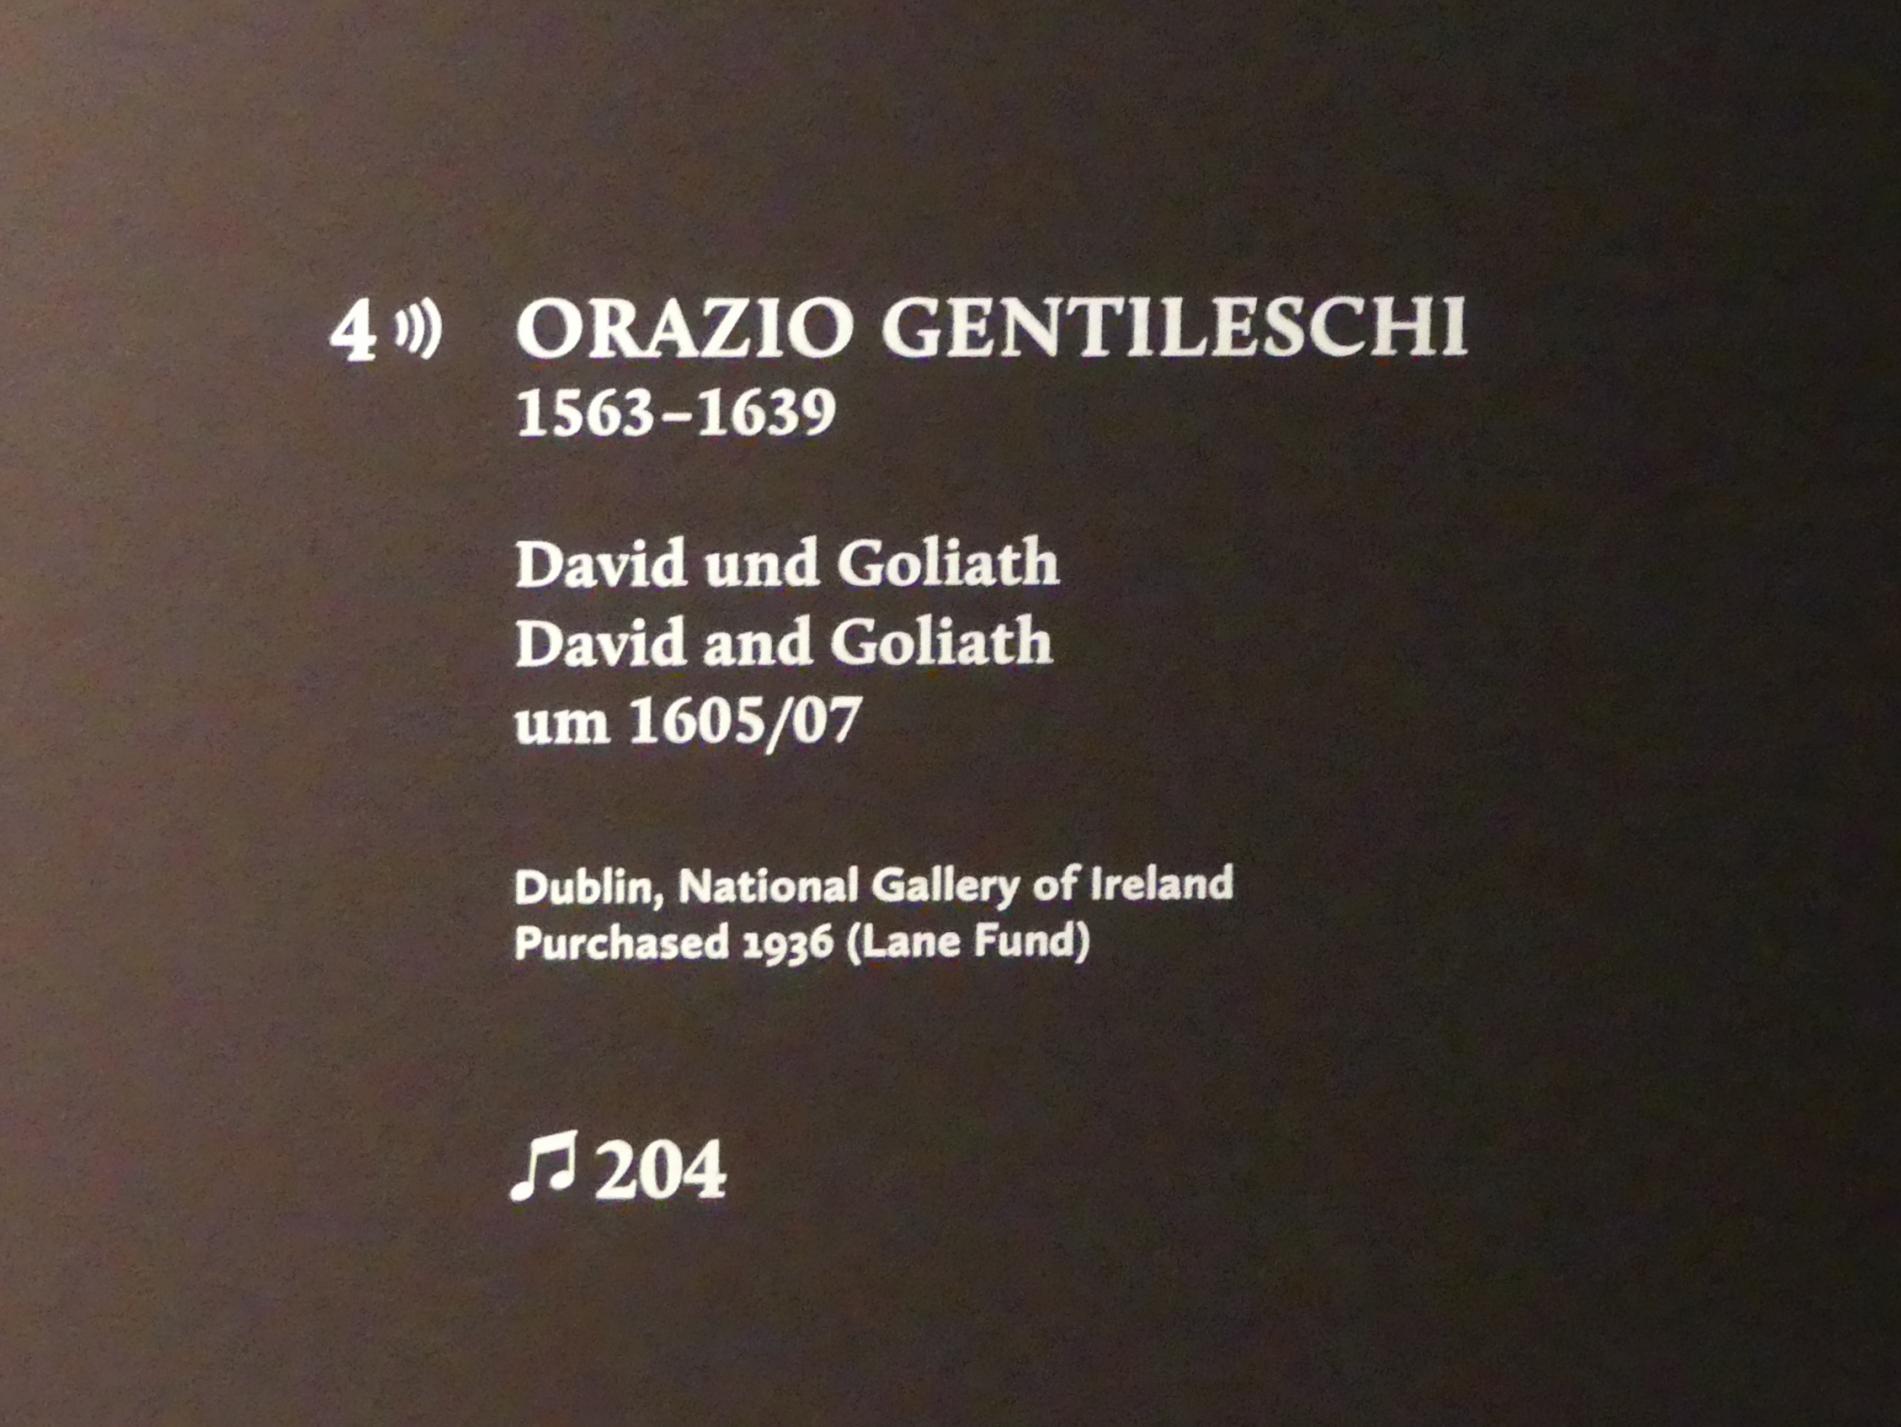 4 ORAZIO GENTILESCHI
1563–1639
David und Goliath
David and Goliath
um 1605/07
Dublin, National Gallery of Ireland
Purchased 1936 (Lane Fund)
♫ 204